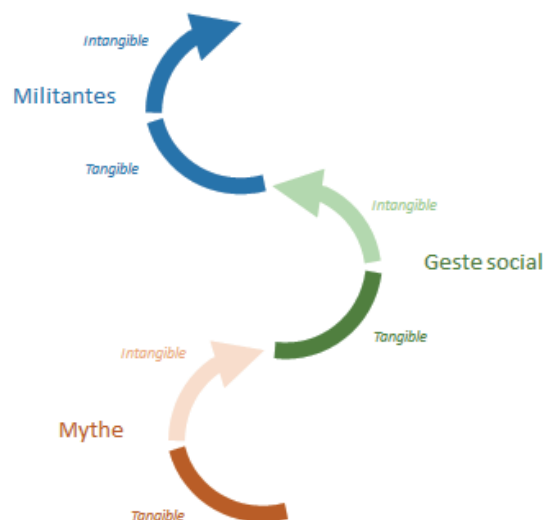 Intangible
Militantes
Tangible
Intangible
Geste social
Tangible
Intangible
Mythe
Tangible